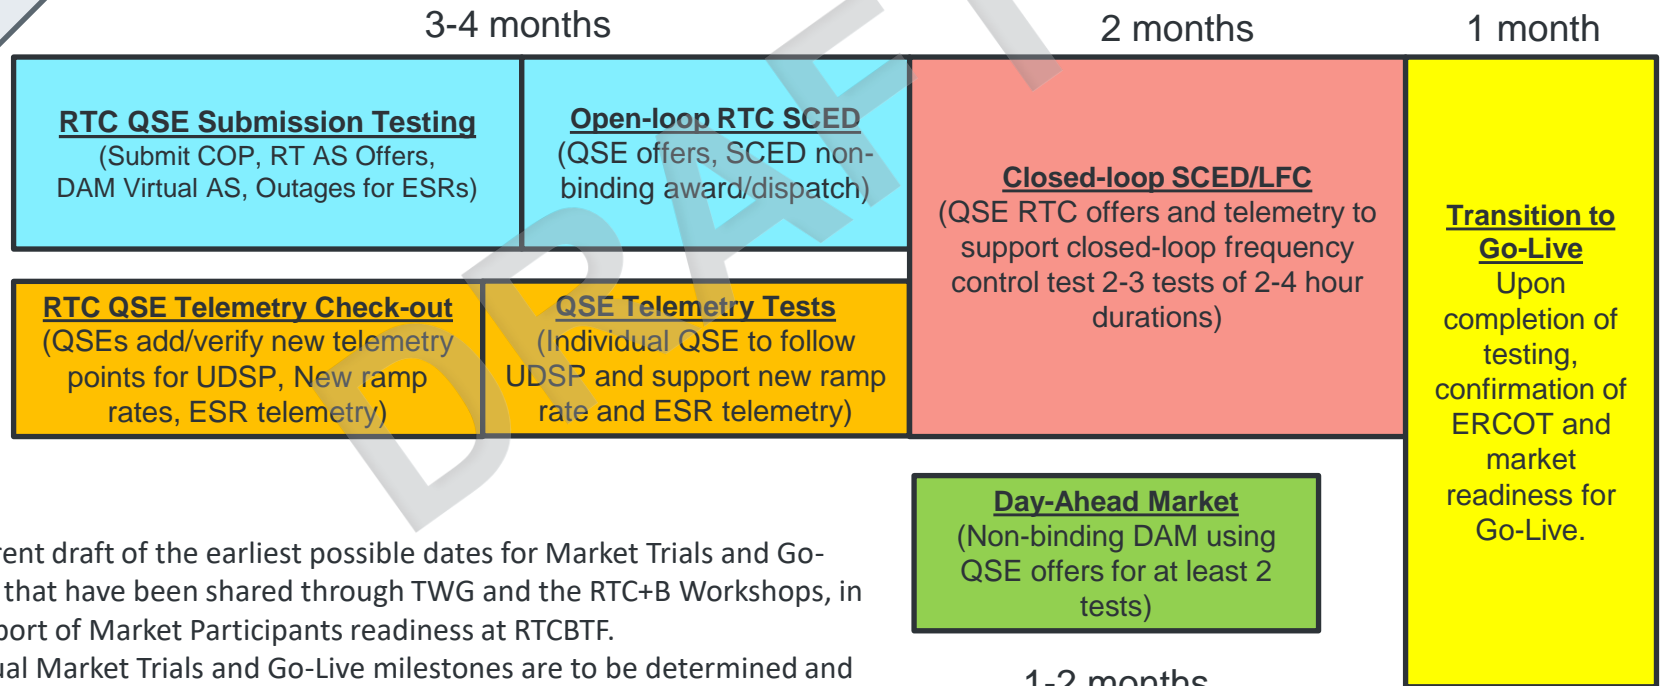 3-4 months
2 months
1 month
RTC QSE Submission Testing
(Submit COP, RT AS Offers,
DAM Virtual AS, Outages for ESRs)
Open-loop RTC SCED
(QSE offers, SCED non-
binding award/dispatch)
RTC QSE Telemetry Check-out
(QSEs add/verify new telemetry
points for UDSP, New ramp
rates, ESR telemetry)
QSE Telemetry Tests
(Individual QSE to follow
UDSP and support new ramp
rate and ESR telemetry)
Closed-loop SCED/LFC
(QSE RTC offers and telemetry to
support closed-loop frequency
control test 2-3 tests of 2-4 hour
durations)
Transition to
Go-Live
Upon
completion of
testing,
confirmation of
ERCOT and
market
readiness for
Go-Live.
Day-Ahead Market
(Non-binding DAM using
QSE offers for at least 2
tests)
1-2 months
draft of the earliest possible dates for Market Trials and Go-
that have been shared through TWG and the RTC+B Workshops, in
of Market Participants readiness at RTCBTF.
Market Trials and Go-Live milestones are to be determined and
DRAFT